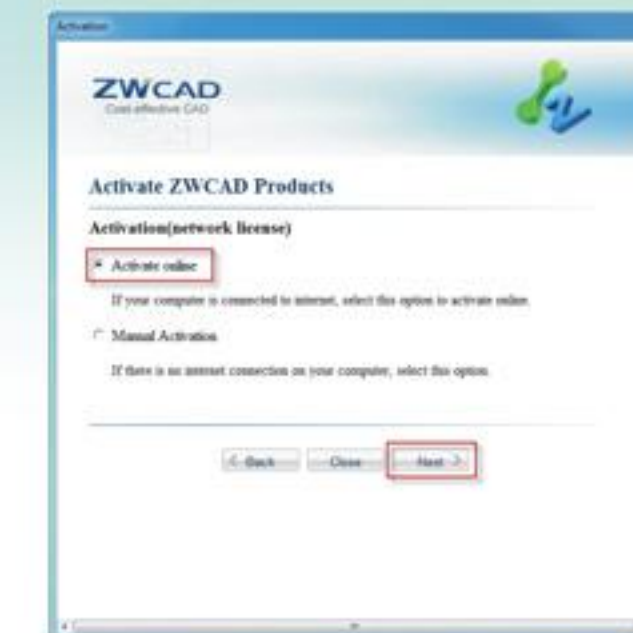 Activation
ZWCAD
Cost-effective CAD
Activate ZWCAD Products
Activation(network license)
Activate online
If your computer is connected to internet, select this option to activate online.
Manual Activation
If there is no internet connection on your computer, select this option.
< Back
Close
Next >